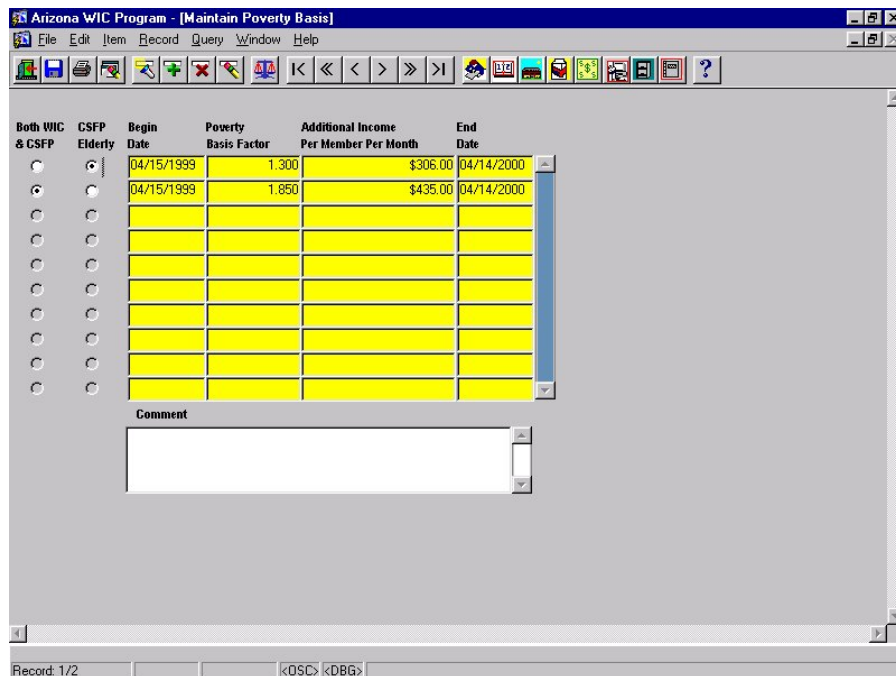 Arizona WIC Program - [Maintain Poverty Basis]
File Edit Item Record Query Window Help
Both WIC CSFP Begin Poverty Additional Income End
& CSFP Elderly Date Basis Factor Per Member Per Month Date
04/15/1999 1.300 $306.00 04/14/2000
04/15/1999 1.850 $435.00 04/14/2000
Comment
Record: 1/2 <OSC> <DBG>